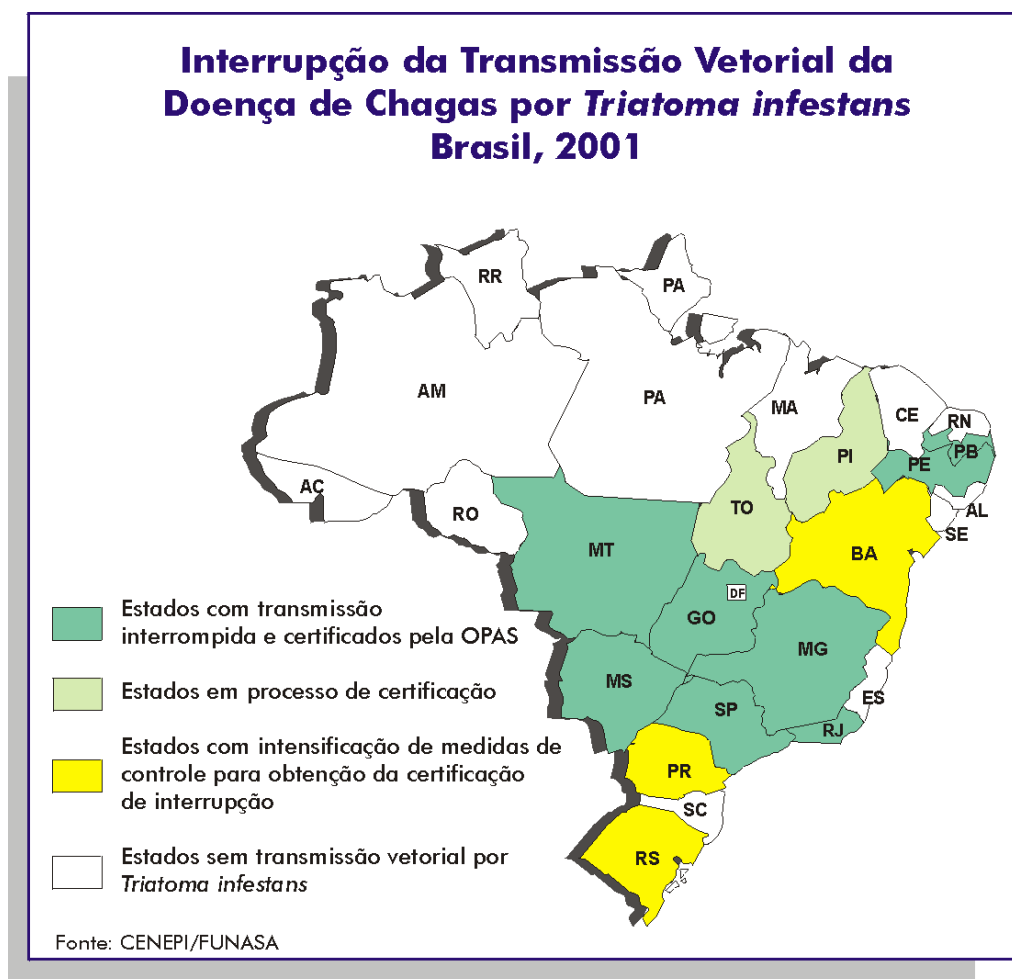 Interrupção da Transmissão Vetorial da
Doença de Chagas por Triatoma infestans
Brasil, 2001
RR
PA
AM
PA
MA
CE
RN
PB
PE
PI
AC
RO
TO
AL
SE
MT
BA
DF
GO
MG
MS
ES
SP
RJ
PR
SC
RS
Estados com transmissão
interrompida e certificados pela OPAS
Estados em processo de certificação
Estados com intensificação de medidas de
controle para obtenção da certificação
de interrupção
Estados sem transmissão vetorial por
Triatoma infestans
Fonte: CENEPI/FUNASA